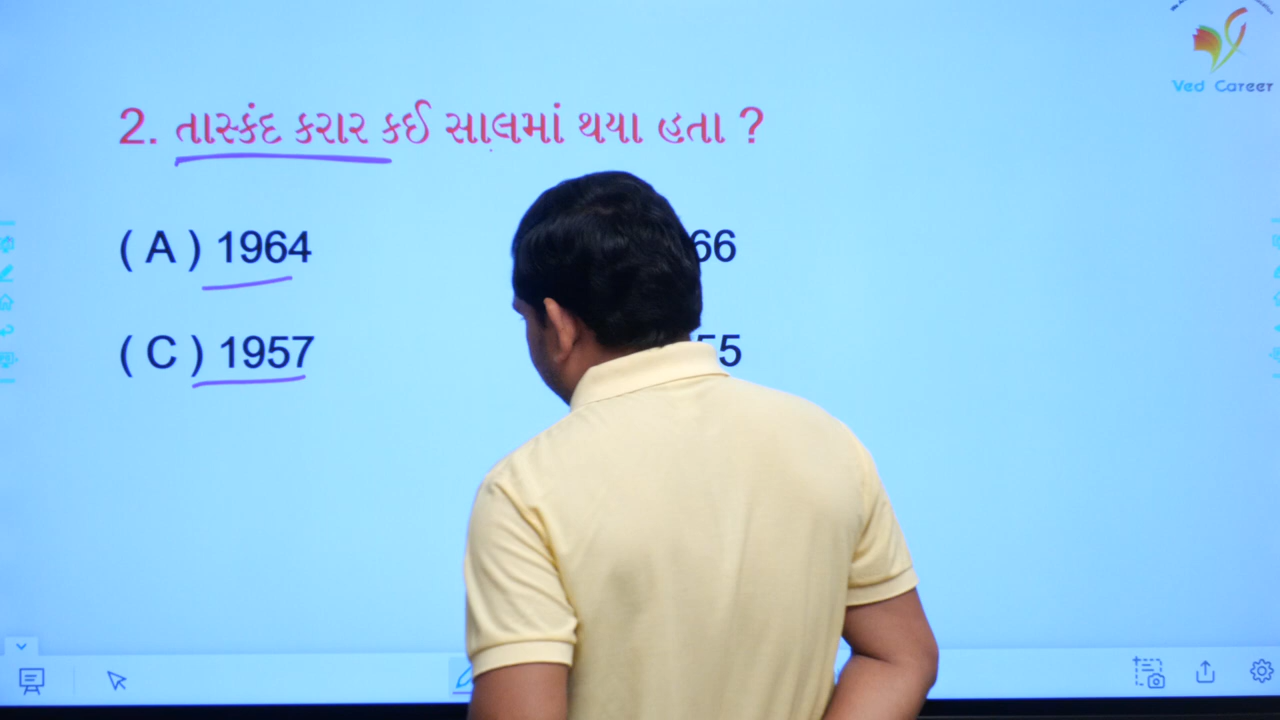 Ved Career
2. તાસ્કંદ કરાર કઈ સાલમાં થયા હતા ?
( A ) 1964 66
( C ) 1957 55